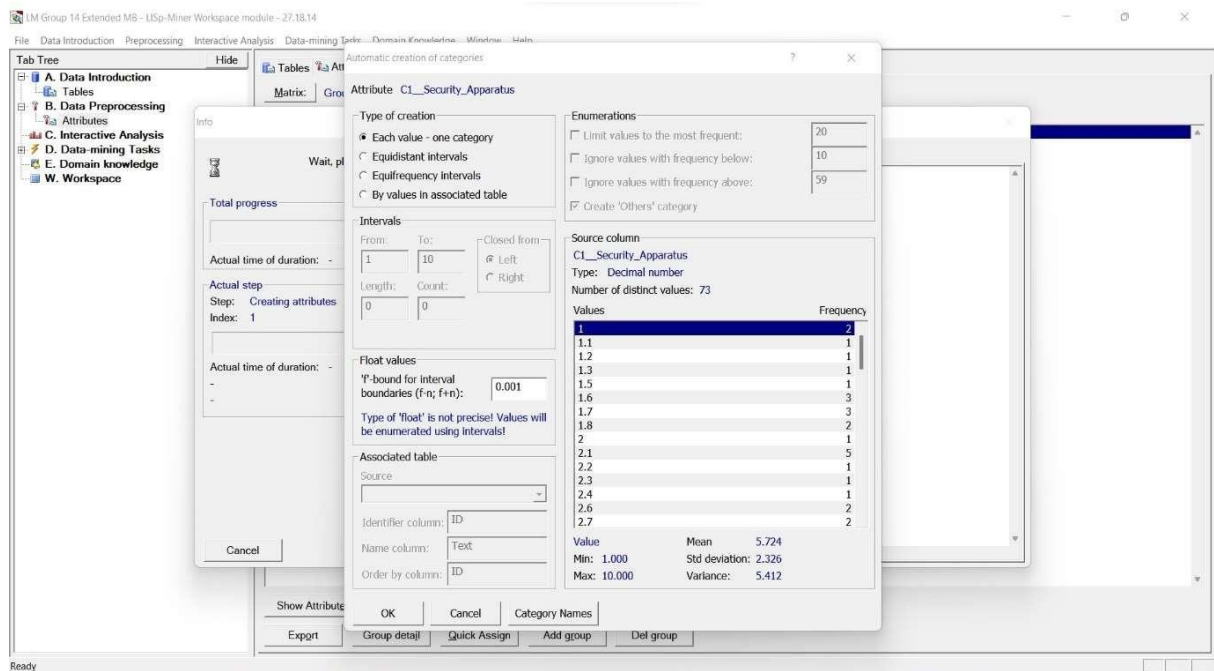 LM Group 14 Extended MB - LISp-Miner Workspace module - 27.18.14
File Data Introduction Preprocessing Interactive Analysis Data-mining Tasks Domain Knowledge Window Help
Tab Tree
Hide
A. Data Introduction
Tables
B. Data Preprocessing
Attributes
C. Interactive Analysis
D. Data-mining Tasks
E. Domain knowledge
W. Workspace
Tables
Matrix:
Info
Wait,
Total progress
Actual time of duration: -
Actual step
Step: Creating attributes
Index: 1
Actual time of duration: -
-
-
Cancel
Automatic creation of categories ?
Attribute C1__Security_Apparatus
Type of creation
Each value - one category
Equidistant intervals
Equifrequency intervals
By values in associated table
Intervals
From: To: Closed from
1 10 Left
Right
Length: Count:
0 0
Float values
'f'-bound for interval
boundaries (f-n; f+n): 0.001
Type of 'float' is not precise! Values will
be enumerated using intervals!
Associated table
Source
Identifier column: ID
Name column: Text
Order by column: ID
Enumerations
Limit values to the most frequent: 20
Ignore values with frequency below: 10
Ignore values with frequency above: 59
Create 'Others' category
Source column
C1__Security_Apparatus
Type: Decimal number
Number of distinct values: 73
Values Frequency
1 2
1.1 1
1.2 1
1.3 1
1.5 1
1.6 3
1.7 3
1.8 2
2 1
2.1 5
2.2 1
2.3 1
2.4 1
2.6 2
2.7 2
Value Mean 5.724
Min: 1.000 Std deviation: 2.326
Max: 10.000 Variance: 5.412
OK Cancel Category Names
Show Attribute
Export Group detail Quick Assign Add group Del group
Ready